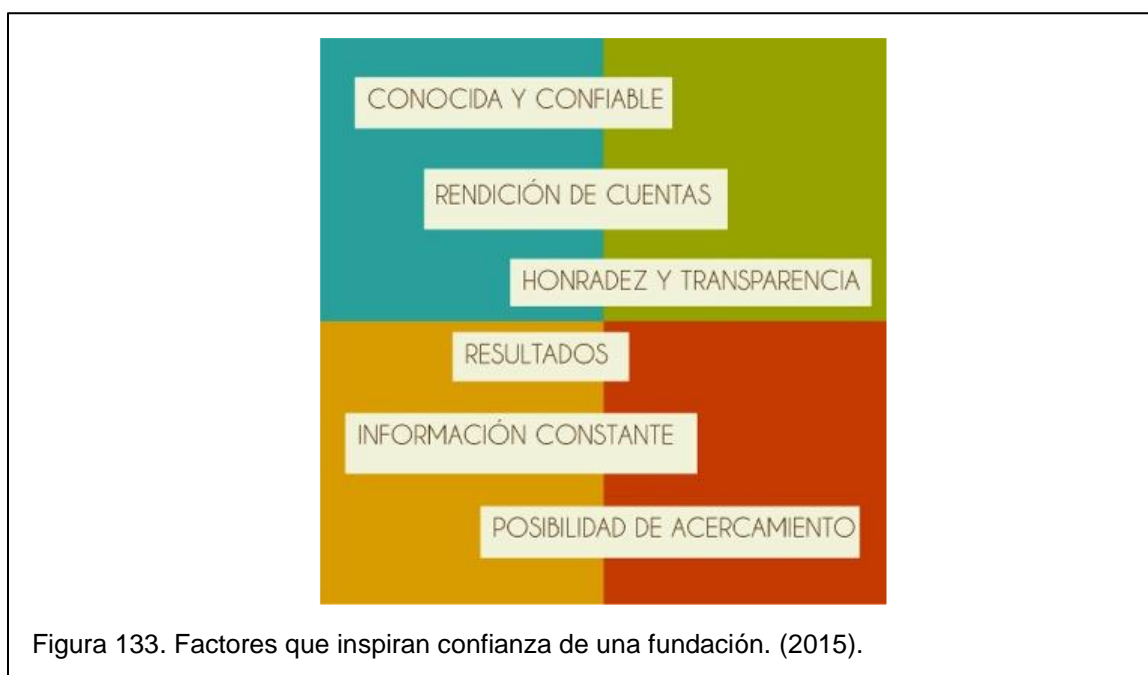 CONOCIDA Y CONFIABLE
RENDICIÓN DE CUENTAS
HONRADEZ Y TRANSPARENCIA
RESULTADOS
INFORMACIÓN CONSTANTE
POSIBILIDAD DE ACERCAMIENTO
Figura 133. Factores que inspiran confianza de una fundación. (2015).